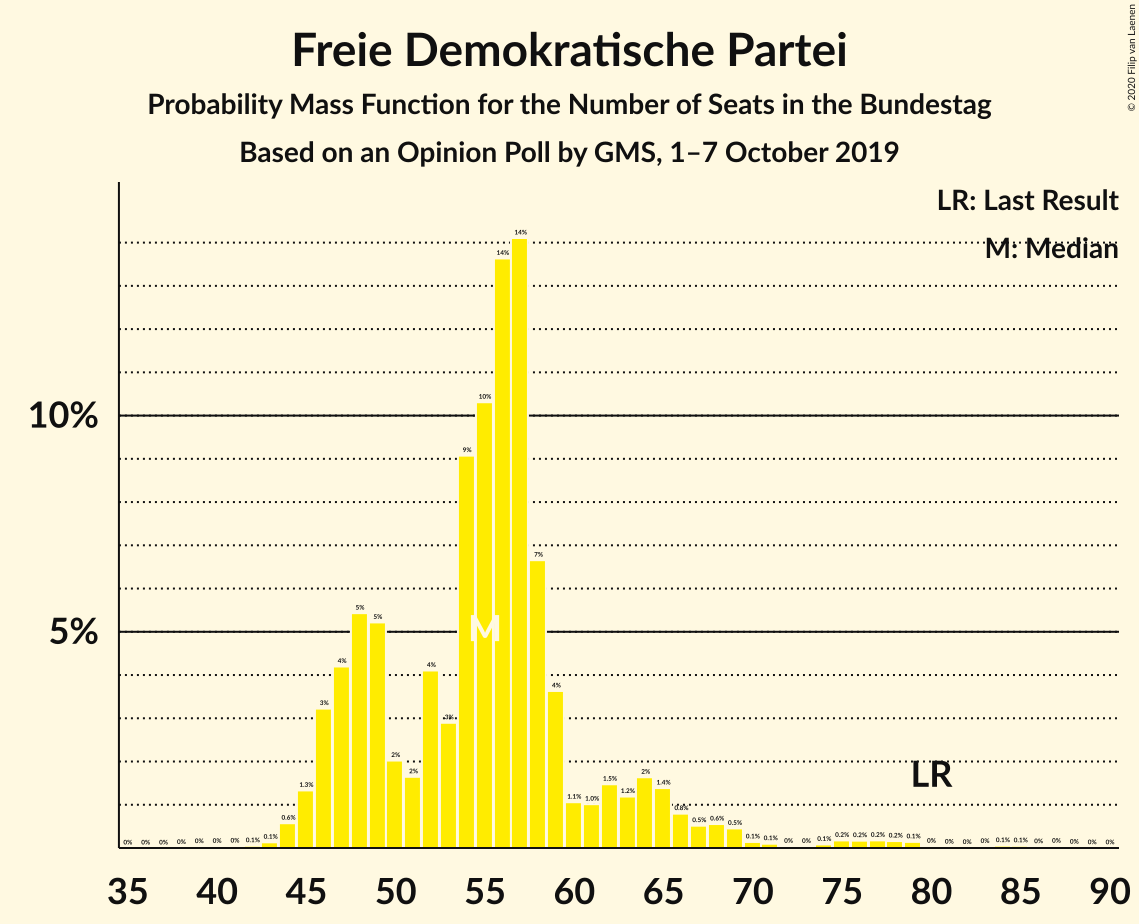 © 2020 Filip van Laenen
Freie Demokratische Partei
Probability Mass Function for the Number of Seats in the Bundestag
Based on an Opinion Poll by GMS, 1–7 October 2019
LR: Last Result
M: Median
10%
5%
0% 0% 0% 0% 0% 0% 0% 0.1% 0.1% 0.6% 1.3% 3% 4% 5% 5% 2% 2% 4% 3% 9% 10% 14% 14% 7% 4% 1.1% 1.0% 1.5% 1.2% 2% 1.4% 0.8% 0.5% 0.6% 0.5% 0.1% 0.1% 0% 0% 0.1% 0.2% 0.2% 0.2% 0.2% 0.1% 0% 0% 0% 0% 0.1% 0.1% 0% 0% 0% 0% 0%
M
LR
35 40 45 50 55 60 65 70 75 80 85 90